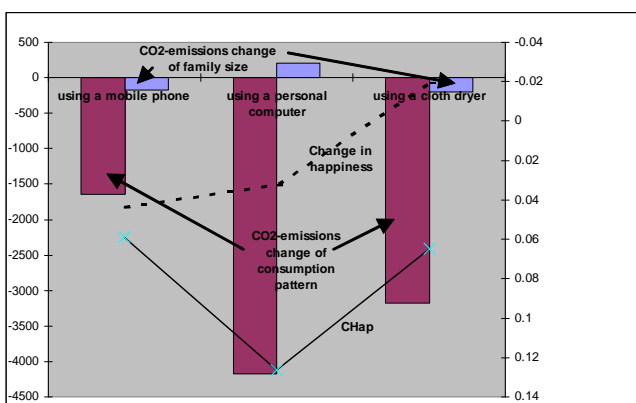 500
0
-500
-1000
-1500
-2000
-2500
-3000
-3500
-4000
-4500
-0.04
-0.02
0
0.02
0.04
0.06
0.08
0.1
0.12
0.14
CO2-emissions change
of family size
using a mobile phone
using a personal
computer
using a cloth dryer
Change in
happiness
CO2-emissions
change of
consumption
pattern
CHap